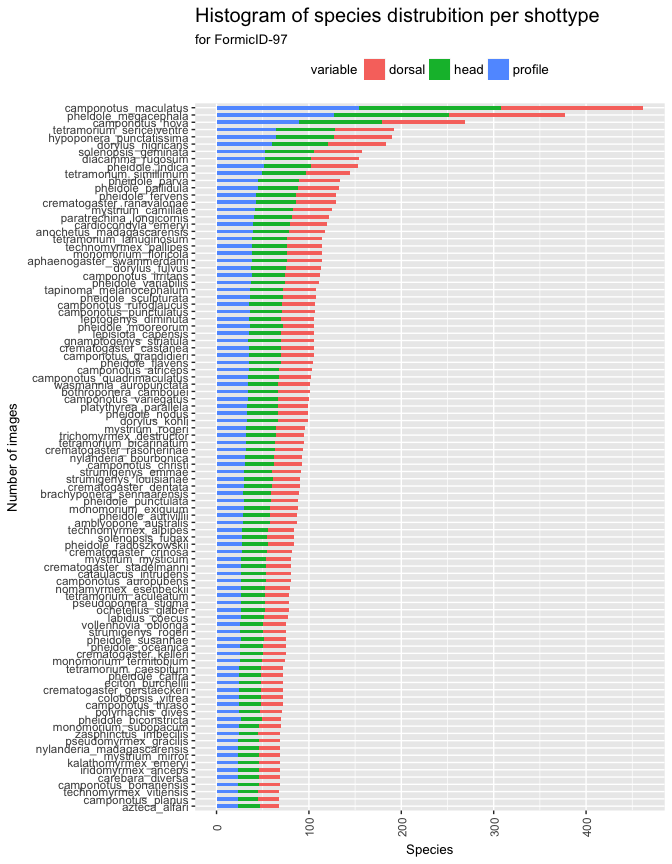 Histogram of species distrubition per shottype
for FormicID-97
variable dorsal head profile
camponotus_maculatus
pheidole_megacephala
camponotus_nova
tetramorium_sericeiventre
hypoponera_punctatissima
dorylus_nigricans
solenopsis_geminata
diacamma_rugosum
pheidole_indica
tetramorium_simillimum
pheidole_parva
pheidole_pallidula
pheidole_fervens
crematogaster_ranavalonae
mystrium_camillae
paratrechina_longicornis
cardiocondyla_emeryi
anochetus_madagascarensis
tetramorium_lanuginosum
technomyrmex_pallipes
monomorium_floricola
aphaenogaster_swammerdami
dorylus_fulvus
camponotus_irritans
pheidole_variabilis
tapinoma_melanocephalum
pheidole_sculpturata
camponotus_rufoglaucus
camponotus_punctulatus
leptogenys_diminuta
pheidole_mooreorum
lepisiota_capensis
gnamptogenys_striatula
crematogaster_castanea
camponotus_grandidieri
pheidole_flavens
camponotus_atriceps
camponotus_quadrimaculatus
wasmannia_auropunctata
bothroponera_cambouei
camponotus_variegatus
platythyrea_parallela
pheidole_nodus
dorylus_kohli
mystrium_rogeri
trichomyrmex_destructor
tetramorium_bicarinatum
crematogaster_rasoherinae
nylanderia_bourbonica
camponotus_christi
strumigenys_emmae
strumigenys_louisianae
crematogaster_dentata
brachyponera_sennaarensis
pheidole_punctulata
monomorium_exiguum
pheidole_aurivillii
amblyopone_australis
technomyrmex_albipes
solenopsis_fugax
pheidole_radoszkowskii
crematogaster_crinosa
mystrium_mysticum
crematogaster_stadelmanni
cataulacus_intrudens
camponotus_auropubens
nomamyrmex_esenbeckii
tetramorium_aculeatum
pseudoponera_stigma
ochetellus_glaber
labidus_coecus
vollenhovia_oblonga
strumigenys_rogeri
pheidole_susannae
pheidole_oceanica
crematogaster_kelleri
monomorium_termitobium
tetramorium_caespitum
pheidole_caffra
eciton_burchellii
crematogaster_gerstaeckeri
colobopsis_vitrea
camponotus_thraso
polyrhachis_dives
pheidole_biconstricta
monomorium_subopacum
zasphinctus_imbecilis
pseudomyrmex_gracilis
nylanderia_madagascarensis
mystrium_mirror
kalathomyrmex_emeryi
iridomyrmex_anceps
carebara_diversa
camponotus_bonariensis
technomyrmex_vitiensis
camponotus_planus
azteca_alfari
Number of images
0 100 200 300 400
Species